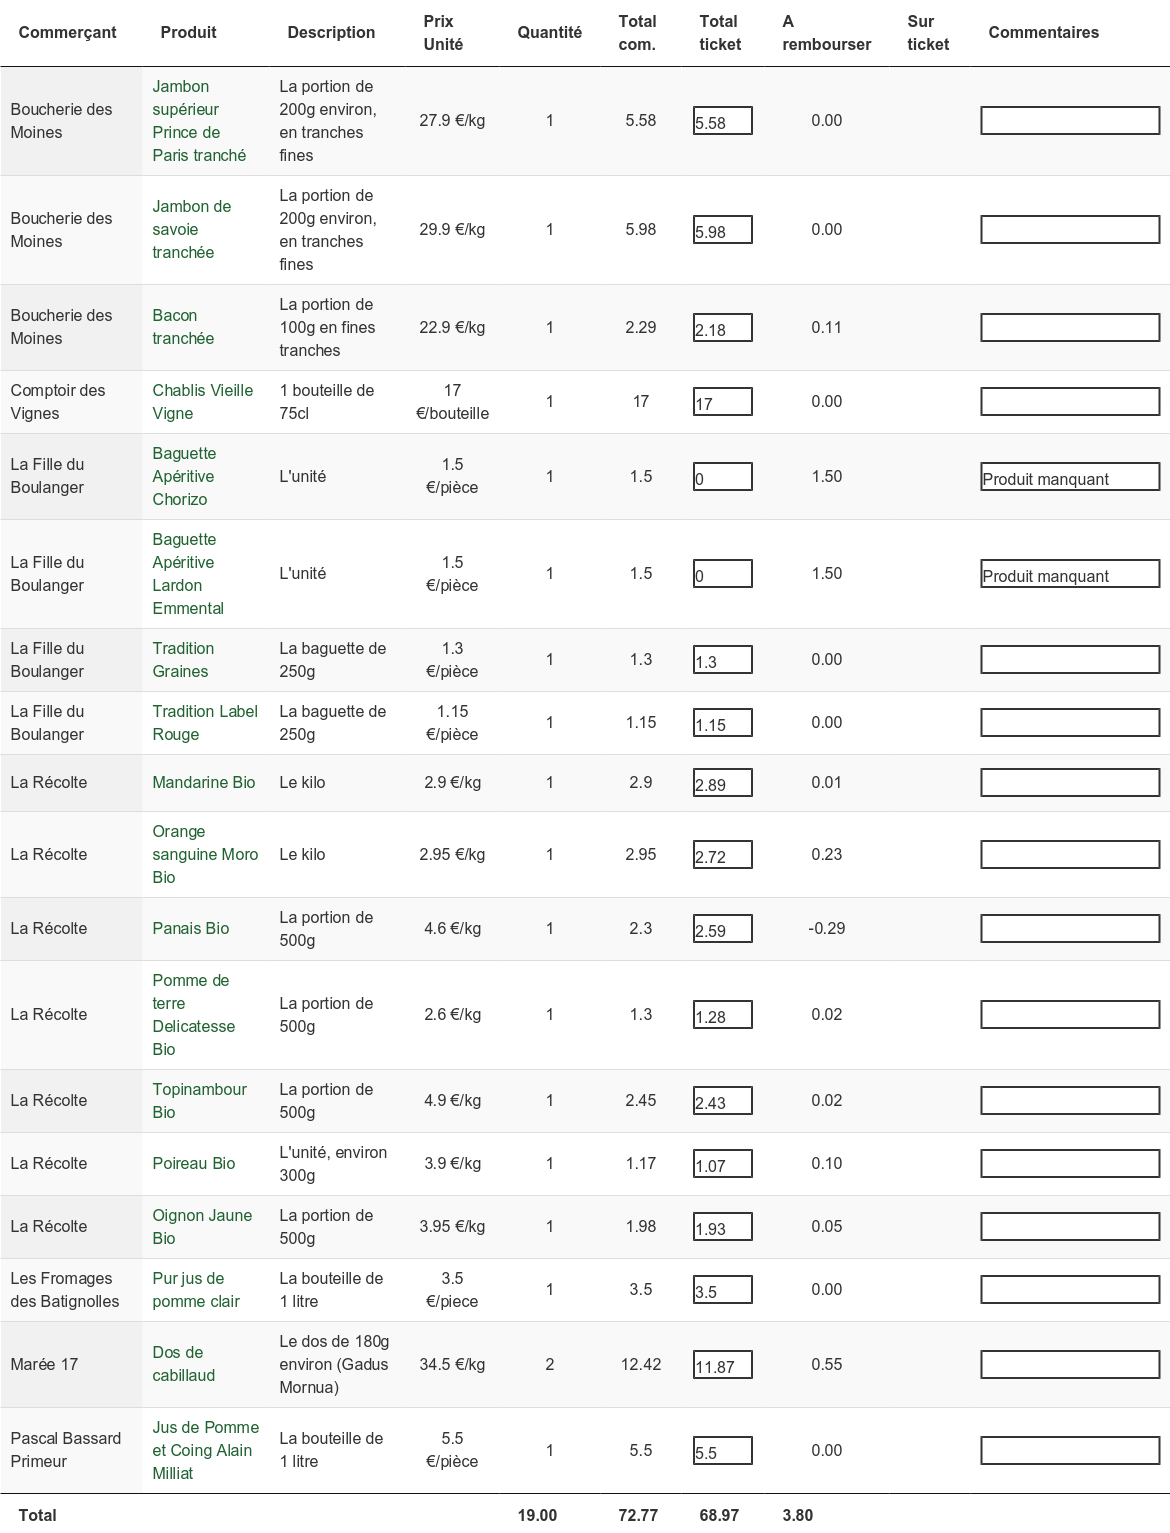 Commerçant Produit Description Prix Unité Quantité Total com. Total ticket A rembourser Sur ticket Commentaires
Boucherie des Moines Jambon supérieur Prince de Paris tranché La portion de 200g environ, en tranches fines 27.9 €/kg 1 5.58 5.58 0.00
Boucherie des Moines Jambon de savoie tranchée La portion de 200g environ, en tranches fines 29.9 €/kg 1 5.98 5.98 0.00
Boucherie des Moines Bacon tranchée La portion de 100g en fines tranches 22.9 €/kg 1 2.29 2.18 0.11
Comptoir des Vignes Chablis Vieille Vigne 1 bouteille de 75cl 17 €/bouteille 1 17 17 0.00
La Fille du Boulanger Baguette Apéritive Chorizo L'unité 1.5 €/pièce 1 1.5 0 1.50 Produit manquant
La Fille du Boulanger Baguette Apéritive Lardon Emmental L'unité 1.5 €/pièce 1 1.5 0 1.50 Produit manquant
La Fille du Boulanger Tradition Graines La baguette de 250g 1.3 €/pièce 1 1.3 1.3 0.00
La Fille du Boulanger Tradition Label Rouge La baguette de 250g 1.15 €/pièce 1 1.15 1.15 0.00
La Récolte Mandarine Bio Le kilo 2.9 €/kg 1 2.9 2.89 0.01
La Récolte Orange sanguine Moro Bio Le kilo 2.95 €/kg 1 2.95 2.72 0.23
La Récolte Panais Bio La portion de 500g 4.6 €/kg 1 2.3 2.59 -0.29
La Récolte Pomme de terre Delicatesse Bio La portion de 500g 2.6 €/kg 1 1.3 1.28 0.02
La Récolte Topinambour Bio La portion de 500g 4.9 €/kg 1 2.45 2.43 0.02
La Récolte Poireau Bio L'unité, environ 300g 3.9 €/kg 1 1.17 1.07 0.10
La Récolte Oignon Jaune Bio La portion de 500g 3.95 €/kg 1 1.98 1.93 0.05
Les Fromages des Batignolles Pur jus de pomme clair La bouteille de 1 litre 3.5 €/piece 1 3.5 3.5 0.00
Marée 17 Dos de cabillaud Le dos de 180g environ (Gadus Mornua) 34.5 €/kg 2 12.42 11.87 0.55
Pascal Bassard Primeur Jus de Pomme et Coing Alain Milliat La bouteille de 1 litre 5.5 €/pièce 1 5.5 5.5 0.00
Total 19.00 72.77 68.97 3.80